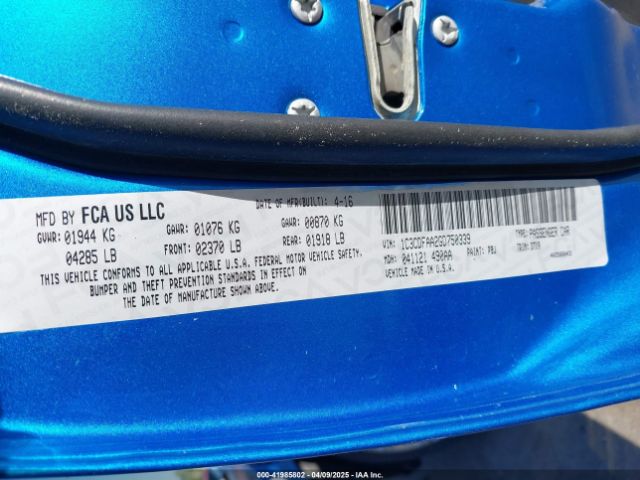 MFD BY FCA US LLC
DATE OF MFR(BUILT): 4-16
GVWR: 01944 KG
04285 LB
GAWR: 01076 KG
FRONT: 02370 LB
GAWR: 00870 KG
REAR: 01918 LB
THIS VEHICLE CONFORMS TO ALL APPLICABLE U.S.A. FEDERAL MOTOR VEHICLE SAFETY,
BUMPER AND THEFT PREVENTION STANDARDS IN EFFECT ON
THE DATE OF MANUFACTURE SHOWN ABOVE.
VIN: 1C3CDFAA2GD750939
TYPE: PASSENGER CAR
MDH: 041121 490AA
PAINT: PBJ
TRIM:
VEHICLE MADE IN U.S.A.
000-41985802 - 04/09/2025 - IAA Inc.